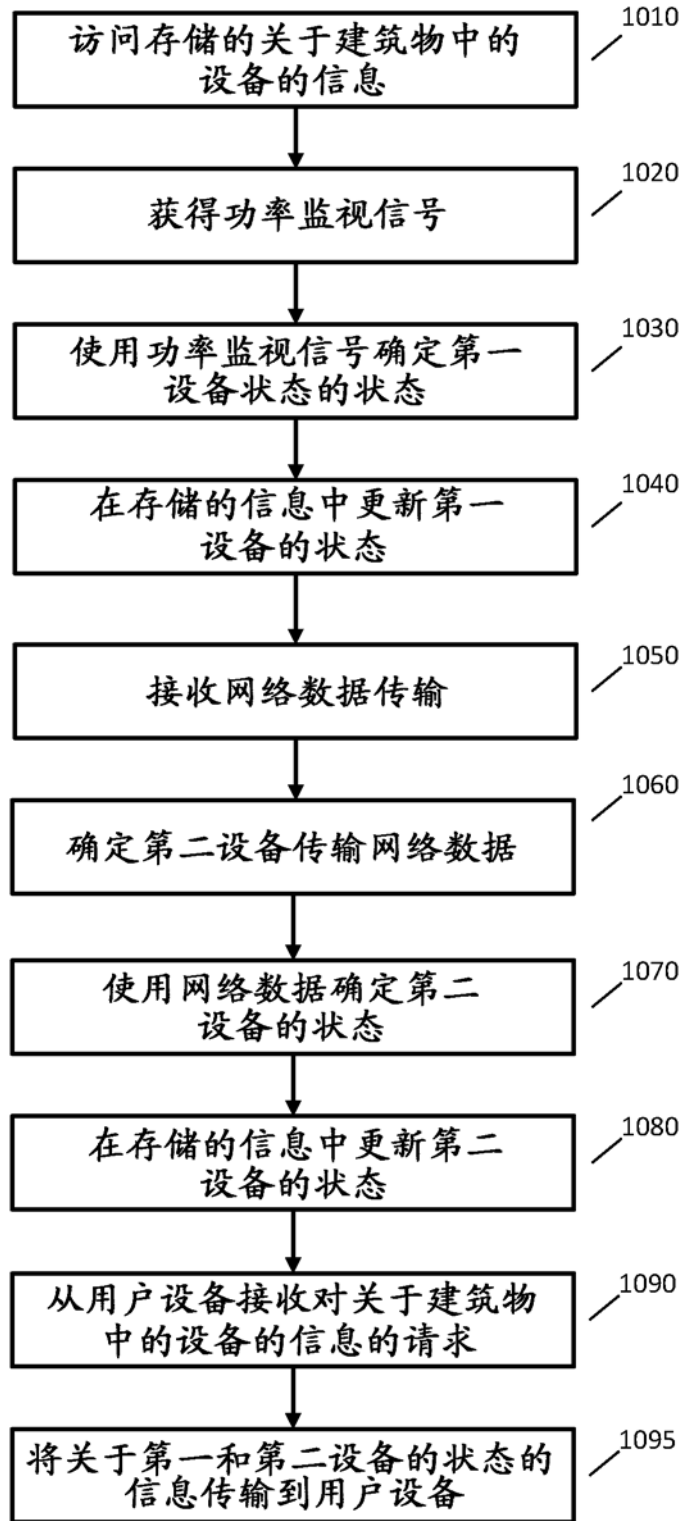 访问存储的关于建筑物中的
设备的信息
1010
获得功率监视信号
1020
使用功率监视信号确定第一
设备状态的状态
1030
在存储的信息中更新第一
设备的状态
1040
接收网络数据传输
1050
确定第二设备传输网络数据
1060
使用网络数据确定第二
设备的状态
1070
在存储的信息中更新第二
设备的状态
1080
从用户设备接收对关于建筑物
中的设备的信息的请求
1090
将关于第一和第二设备的状态的
信息传输到用户设备
1095